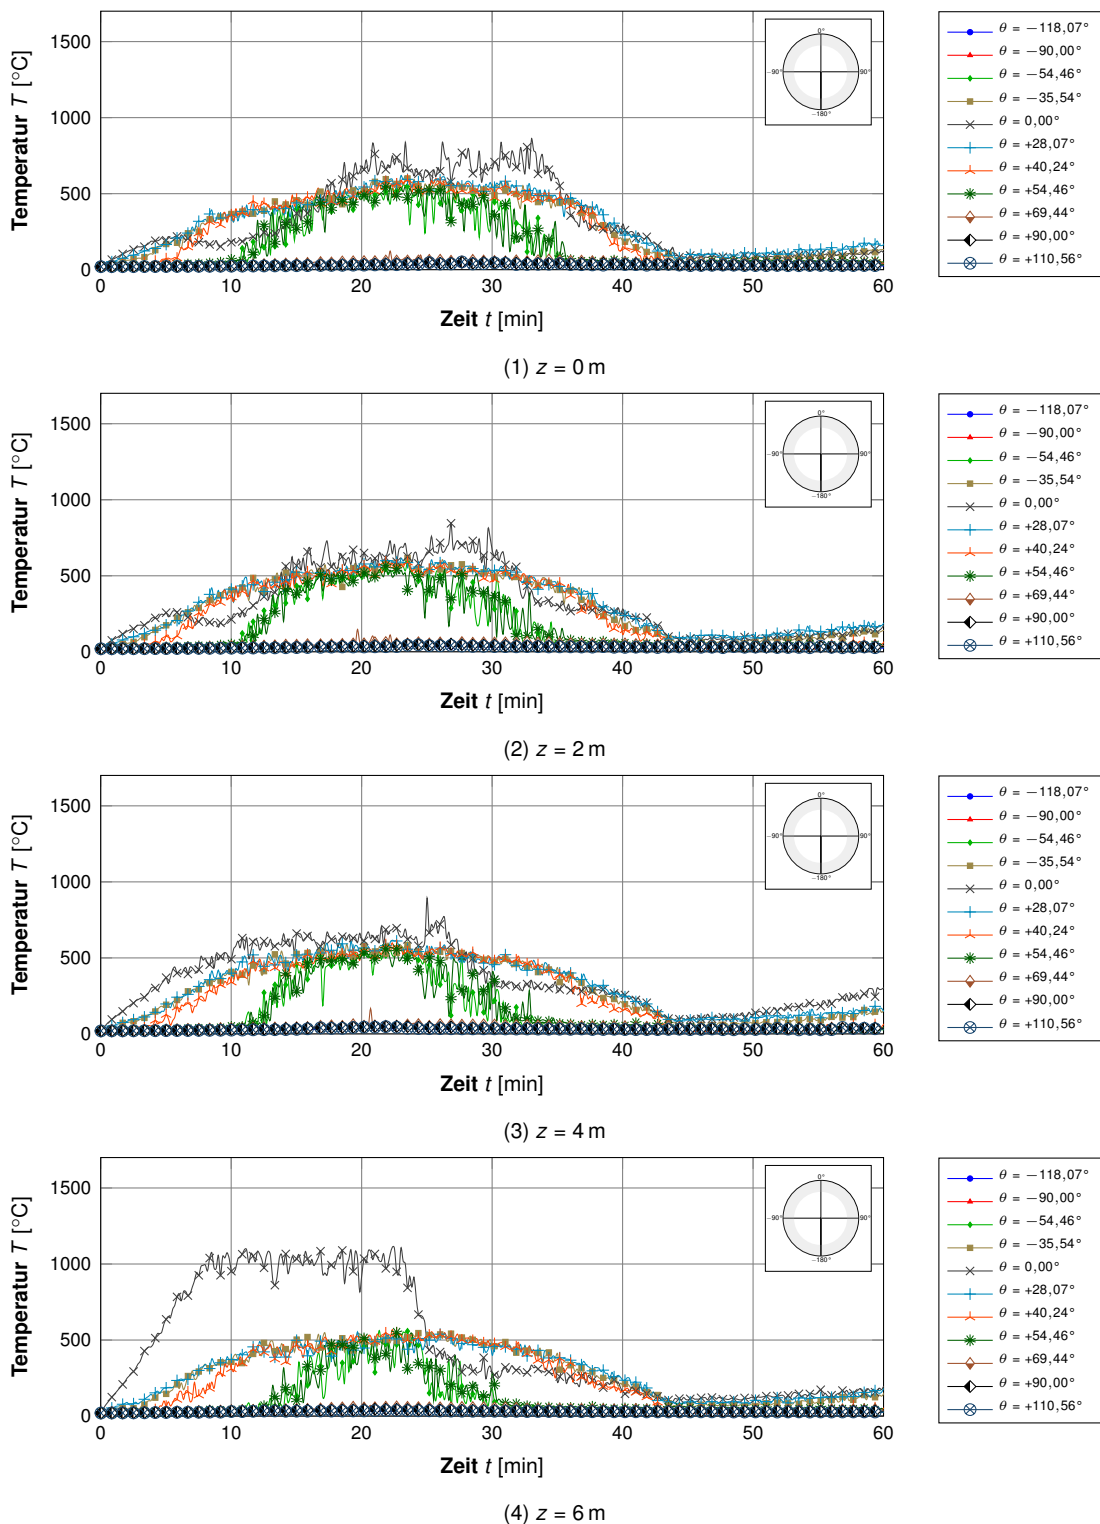 1500
1000
500
0
Temperatur T [°C]
0 10 20 30 40 50 60
Zeit t [min]
0°
−90° 90°
−180°
θ = −118,07°
θ = −90,00°
θ = −54,46°
θ = −35,54°
θ = 0,00°
θ = +28,07°
θ = +40,24°
θ = +54,46°
θ = +69,44°
θ = +90,00°
θ = +110,56°
(1) z = 0 m
1500
1000
500
0
Temperatur T [°C]
0 10 20 30 40 50 60
Zeit t [min]
0°
−90° 90°
−180°
θ = −118,07°
θ = −90,00°
θ = −54,46°
θ = −35,54°
θ = 0,00°
θ = +28,07°
θ = +40,24°
θ = +54,46°
θ = +69,44°
θ = +90,00°
θ = +110,56°
(2) z = 2 m
1500
1000
500
0
Temperatur T [°C]
0 10 20 30 40 50 60
Zeit t [min]
0°
−90° 90°
−180°
θ = −118,07°
θ = −90,00°
θ = −54,46°
θ = −35,54°
θ = 0,00°
θ = +28,07°
θ = +40,24°
θ = +54,46°
θ = +69,44°
θ = +90,00°
θ = +110,56°
(3) z = 4 m
1500
1000
500
0
Temperatur T [°C]
0 10 20 30 40 50 60
Zeit t [min]
0°
−90° 90°
−180°
θ = −118,07°
θ = −90,00°
θ = −54,46°
θ = −35,54°
θ = 0,00°
θ = +28,07°
θ = +40,24°
θ = +54,46°
θ = +69,44°
θ = +90,00°
θ = +110,56°
(4) z = 6 m